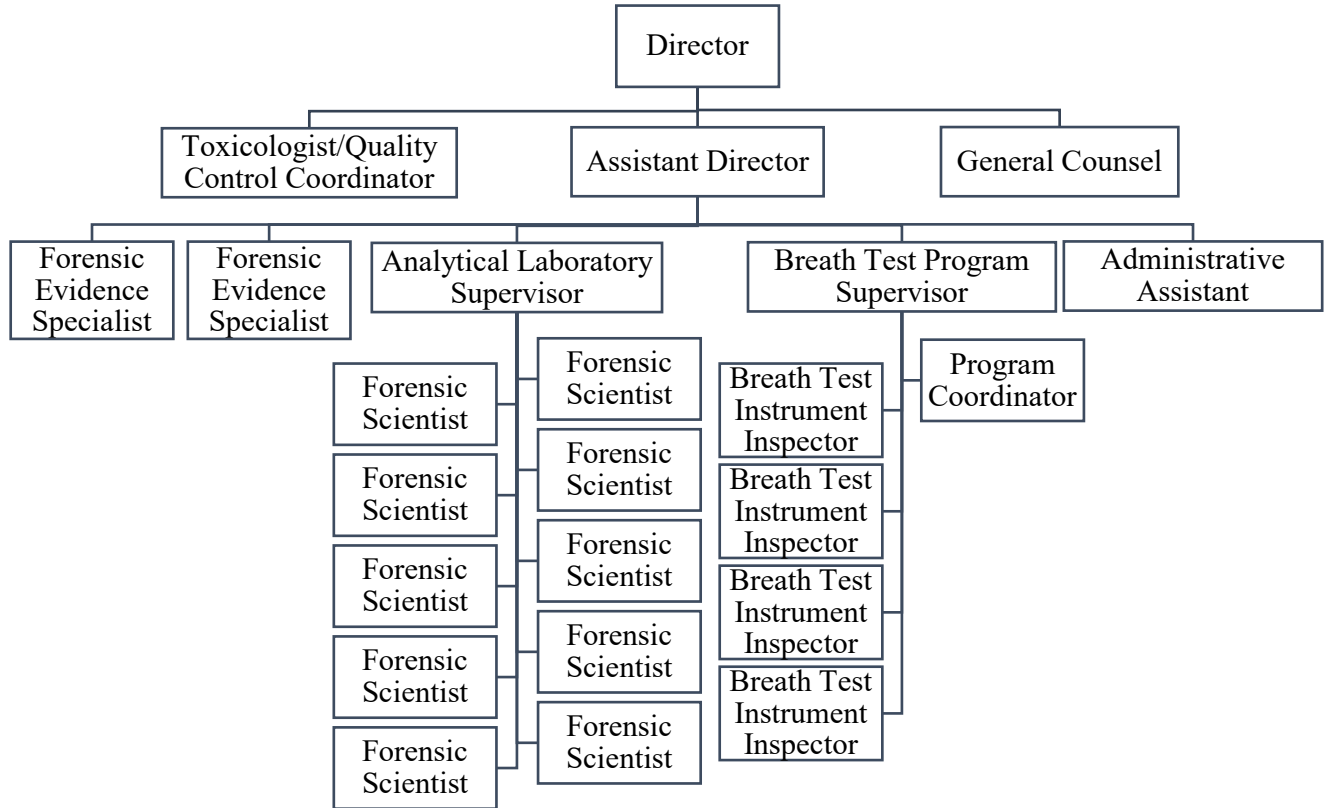 Director
Toxicologist/Quality
Control Coordinator
Assistant Director
General Counsel
Forensic
Evidence
Specialist
Forensic
Evidence
Specialist
Analytical Laboratory
Supervisor
Breath Test Program
Supervisor
Administrative
Assistant
Forensic
Scientist
Forensic
Scientist
Forensic
Scientist
Forensic
Scientist
Forensic
Scientist
Forensic
Scientist
Forensic
Scientist
Forensic
Scientist
Forensic
Scientist
Forensic
Scientist
Breath Test
Instrument
Inspector
Breath Test
Instrument
Inspector
Breath Test
Instrument
Inspector
Breath Test
Instrument
Inspector
Program
Coordinator